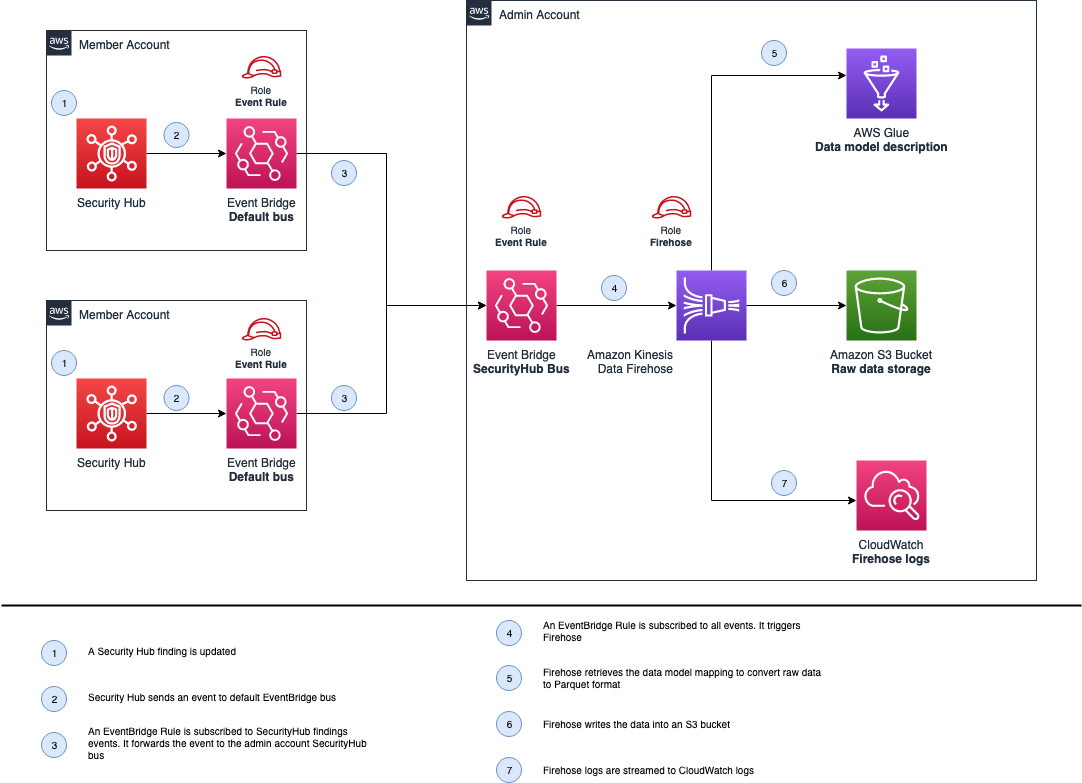 aws
Member Account
Role
Event Rule
1
2
3
Security Hub
Event Bridge
Default bus
aws
Member Account
Role
Event Rule
1
2
3
Security Hub
Event Bridge
Default bus
aws
Admin Account
5
AWS Glue
Data model description
Role
Event Rule
Role
Firehose
4
6
Event Bridge
SecurityHub Bus
Amazon Kinesis
Data Firehose
Amazon S3 Bucket
Raw data storage
7
CloudWatch
Firehose logs
1
A Security Hub finding is updated
2
Security Hub sends an event to default EventBridge bus
3
An EventBridge Rule is subscribed to SecurityHub findings
events. It forwards the event to the admin account SecurityHub
bus
4
An EventBridge Rule is subscribed to all events. It triggers
Firehose
5
Firehose retrieves the data model mapping to convert raw data
to Parquet format
6
Firehose writes the data into an S3 bucket
7
Firehose logs are streamed to CloudWatch logs